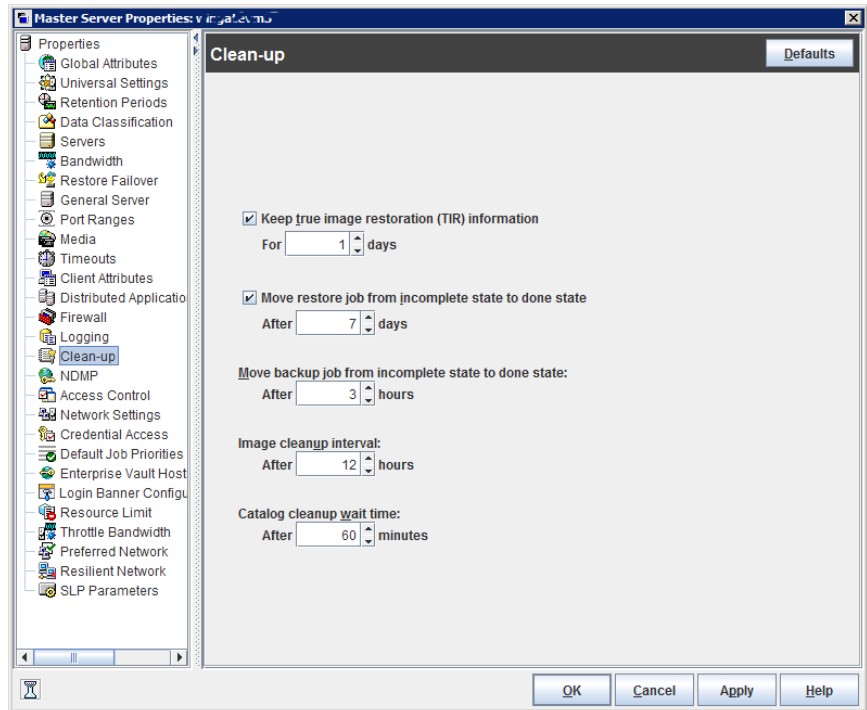 Master Server Properties:
Properties
Global Attributes
Universal Settings
Retention Periods
Data Classification
Servers
Bandwidth
Restore Failover
General Server
Port Ranges
Media
Timeouts
Client Attributes
Distributed Applicatio
Firewall
Logging
Clean-up
NDMP
Access Control
Network Settings
Credential Access
Default Job Priorities
Enterprise Vault Host
Login Banner Configu
Resource Limit
Throttle Bandwidth
Preferred Network
Resilient Network
SLP Parameters
Clean-up
Defaults
Keep true image restoration (TIR) information
For 1 days
Move restore job from incomplete state to done state
After 7 days
Move backup job from incomplete state to done state:
After 3 hours
Image cleanup interval:
After 12 hours
Catalog cleanup wait time:
After 60 minutes
OK Cancel Apply Help